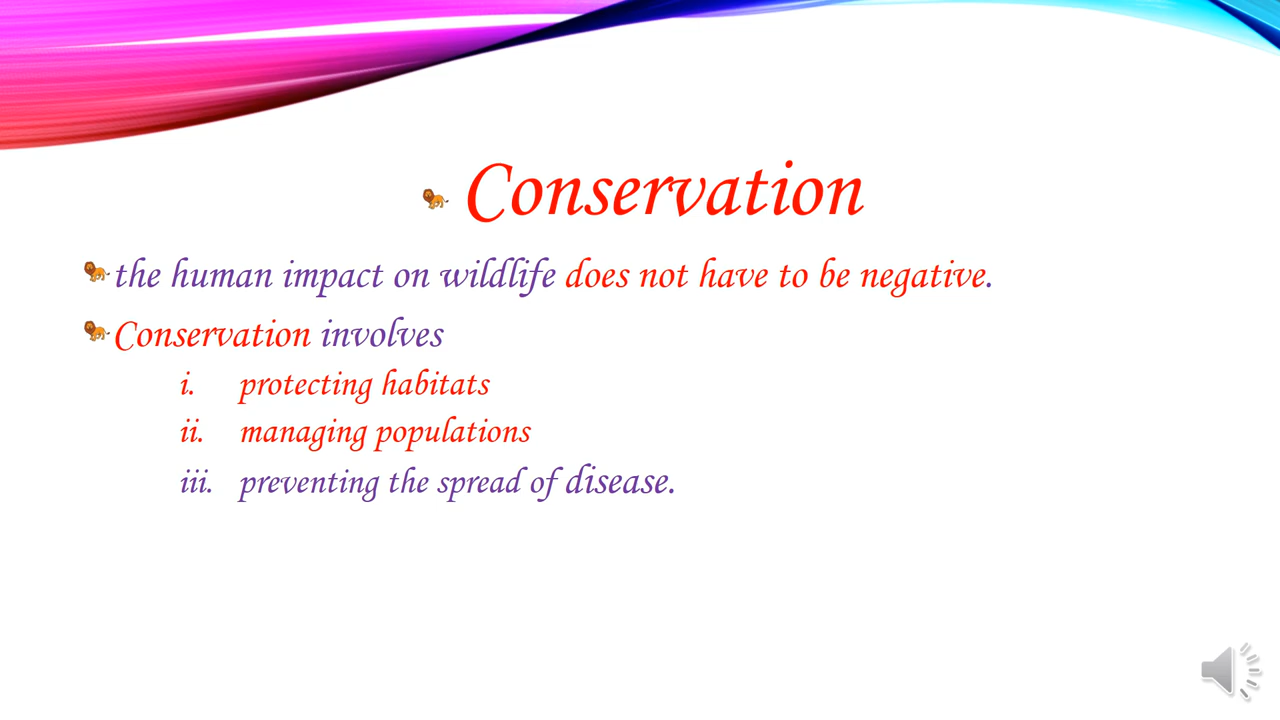 Conservation
the human impact on wildlife does not have to be negative.
Conservation involves
i. protecting habitats
ii. managing populations
iii. preventing the spread of disease.